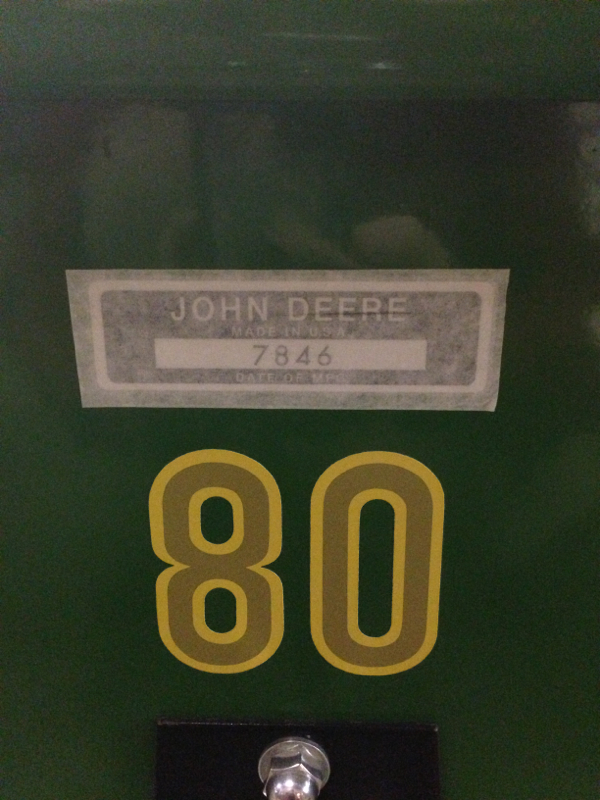 JOHN DEERE
MADE IN U.S.A.
7846
DATE OF MFG.
80